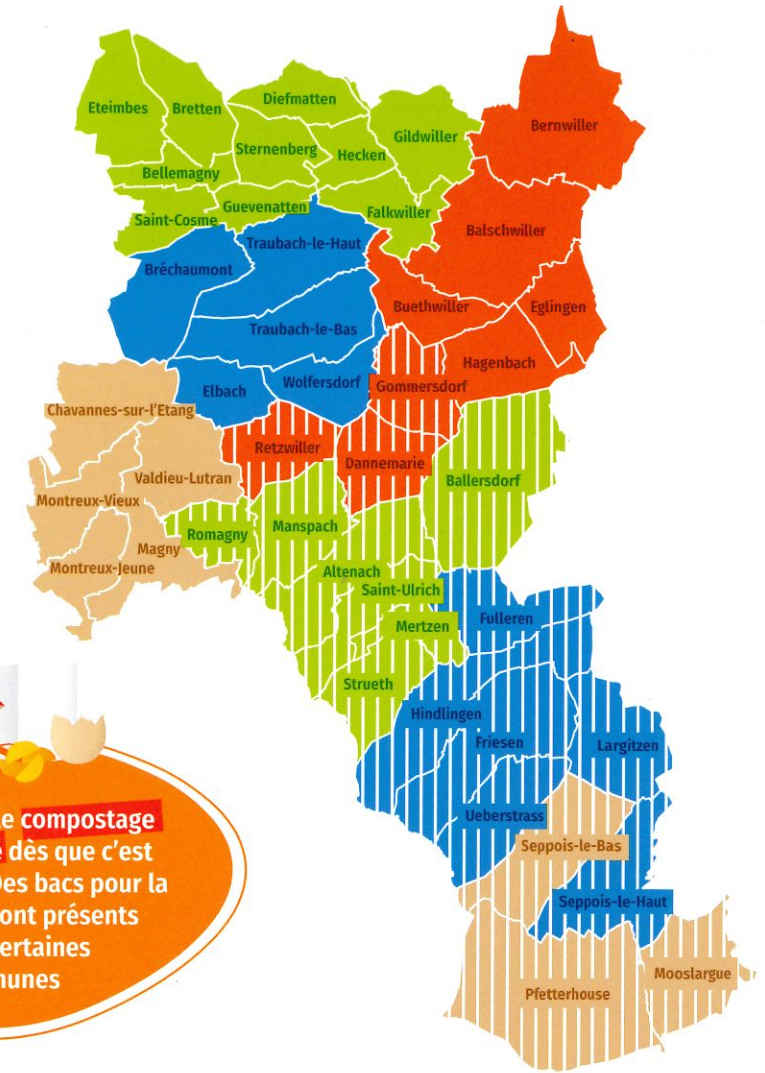 Eteimbes
Bretten
Diefmatten
Gildwiller
Bernwiller
Sternenberg
Hecken
Bellemagny
Guevenatten
Falkwiller
Saint-Cosme
Balschwiller
Traubach-le-Haut
Bréchaumont
Buethwiller
Eglingen
Traubach-le-Bas
Hagenbach
Elbach
Wolfersdorf
Gommersdorf
Chavannes-sur-l'Etang
Retzwiller
Dannemarie
Valdieu-Lutran
Ballersdorf
Montreux-Vieux
Romagny
Manspach
Magny
Montreux-Jeune
Altenach
Saint-Ulrich
Fulleren
Mertzen
Strueth
Hindlingen
Friesen
Largitzen
Ueberstrass
Seppois-le-Bas
Seppois-le-Haut
Pfetterhouse
Mooslargue
e compostage
dès que c'est
Des bacs pour la
ont présents
ertaines
unes